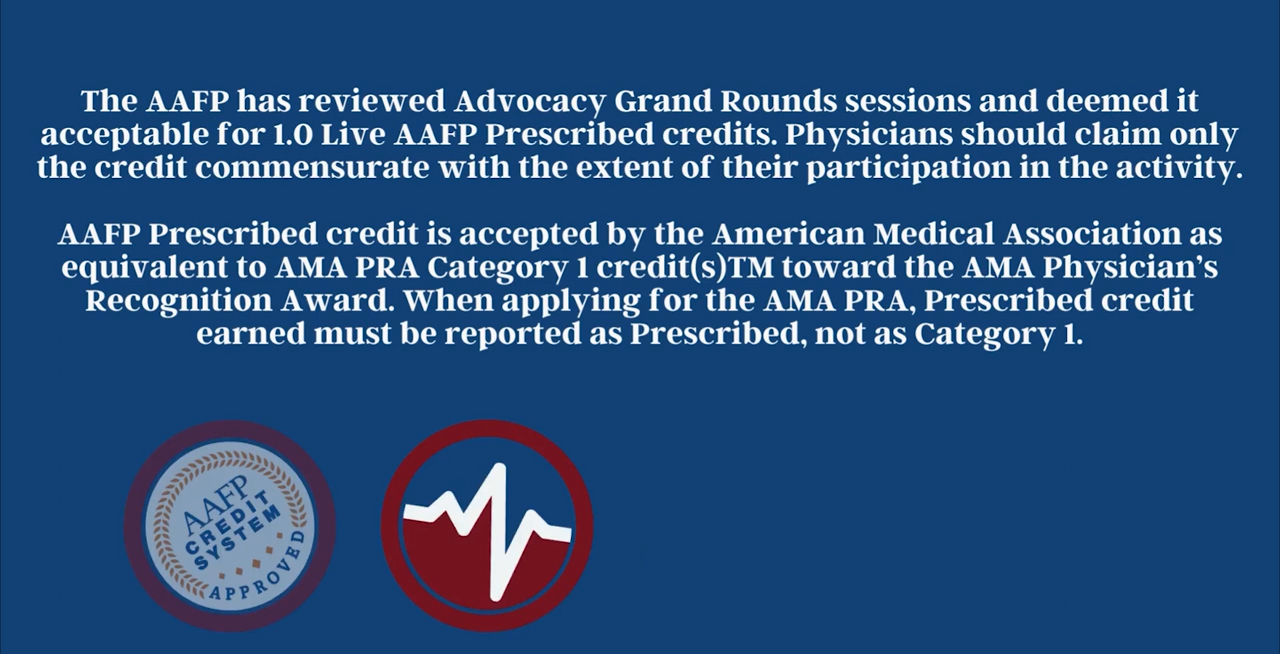 The AAFP has reviewed Advocacy Grand Rounds sessions and deemed it
acceptable for 1.0 Live AAFP Prescribed credits. Physicians should claim only
the credit commensurate with the extent of their participation in the activity.
AAFP Prescribed credit is accepted by the American Medical Association as
equivalent to AMA PRA Category 1 credit(s)TM toward the AMA Physician’s
Recognition Award. When applying for the AMA PRA, Prescribed credit
earned must be reported as Prescribed, not as Category 1.
AAFP
CREDIT
SYSTEM
APPROVED